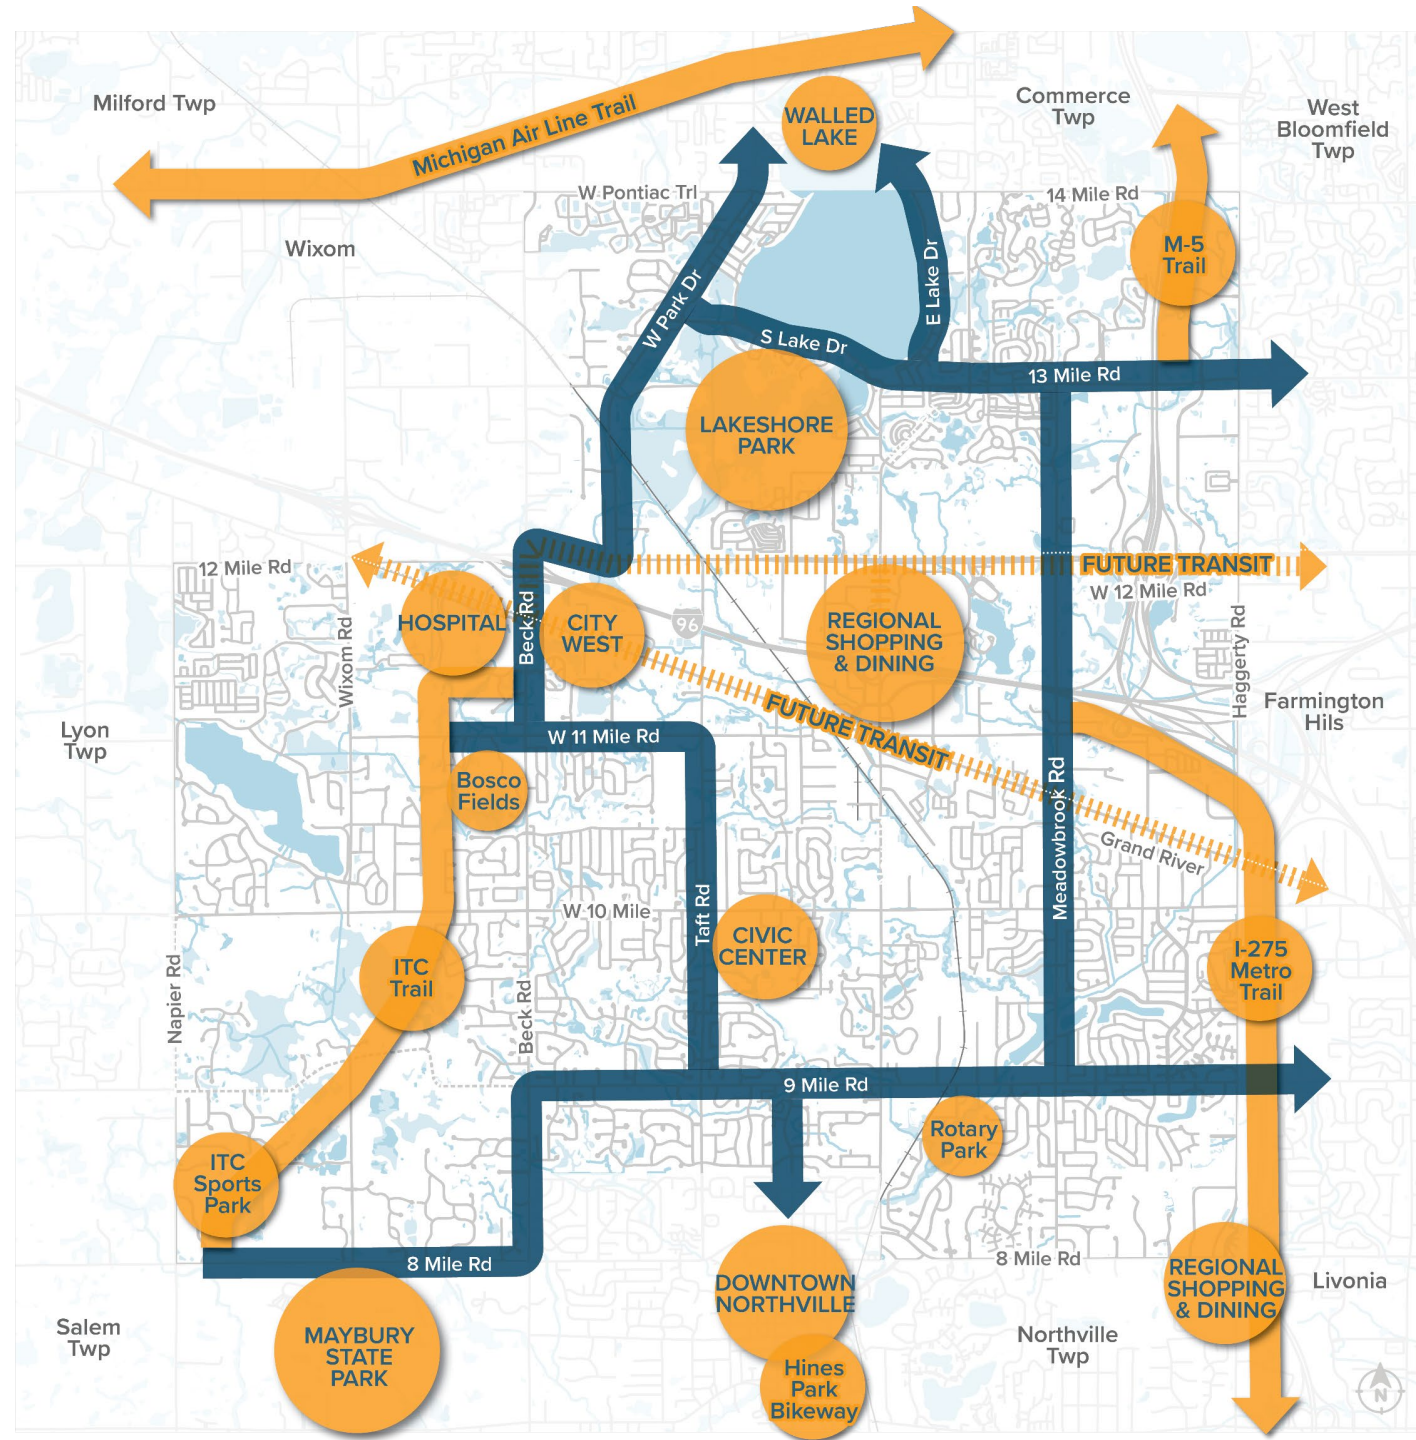 Milford Twp
Michigan Air Line Trail
WALLED
LAKE
Commerce
Twp
West
Bloomfield
Twp
W Pontiac Trl
14 Mile Rd
Wixom
M-5
Trail
W Park Dr
E Lake Dr
S Lake Dr
13 Mile Rd
LAKESHORE
PARK
12 Mile Rd
FUTURE TRANSIT
W 12 Mile Rd
HOSPITAL
Beck Rd
CITY
WEST
96
REGIONAL
SHOPPING
& DINING
Wixom Rd
Haggerty Rd
Lyon
Twp
Farmington
Hills
W 11 Mile Rd
FUTURE TRANSIT
Bosco
Fields
Meadowbrook Rd
Grand River
W 10 Mile
Taft Rd
CIVIC
CENTER
ITC
Trail
I-275
Metro
Trail
Napier Rd
Beck Rd
9 Mile Rd
Rotary
Park
ITC
Sports
Park
8 Mile Rd
8 Mile Rd
DOWNTOWN
NORTHVILLE
REGIONAL
SHOPPING
& DINING
Livonia
Salem
Twp
MAYBURY
STATE
PARK
Northville
Twp
Hines
Park
Bikeway
N